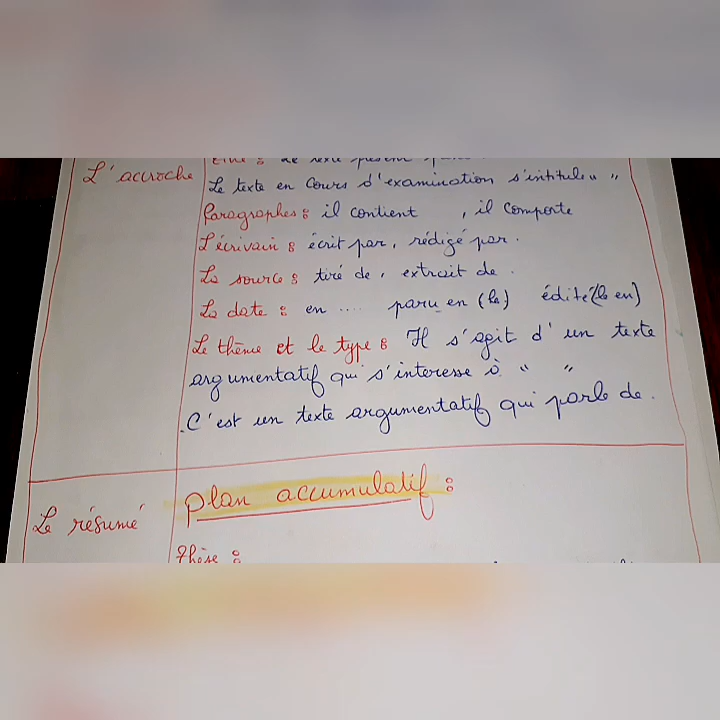 L'accroche
Le texte en cours d'examination s'intitule " "
Paragraphes : il contient , il comporte
L'écrivain : écrit par, rédigé par.
La source : tiré de, extrait de.
La date : en .... paru en (le) édité (le en)
Le thème et le type : Il s'agit d'un texte
argumentatif qui s'interesse à " "
. C'est un texte argumentatif qui parle de.
Le résumé
plan accumulatif :
thèse :